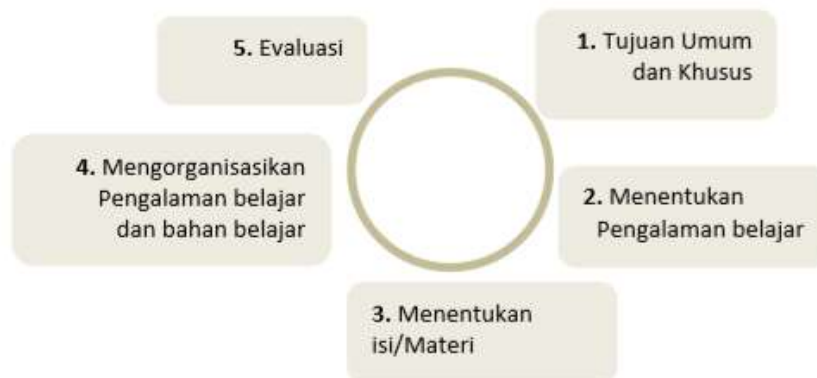 1. Tujuan Umum
dan Khusus
2. Menentukan
Pengalaman belajar
3. Menentukan
isi/Materi
4. Mengorganisasikan
Pengalaman belajar
dan bahan belajar
5. Evaluasi